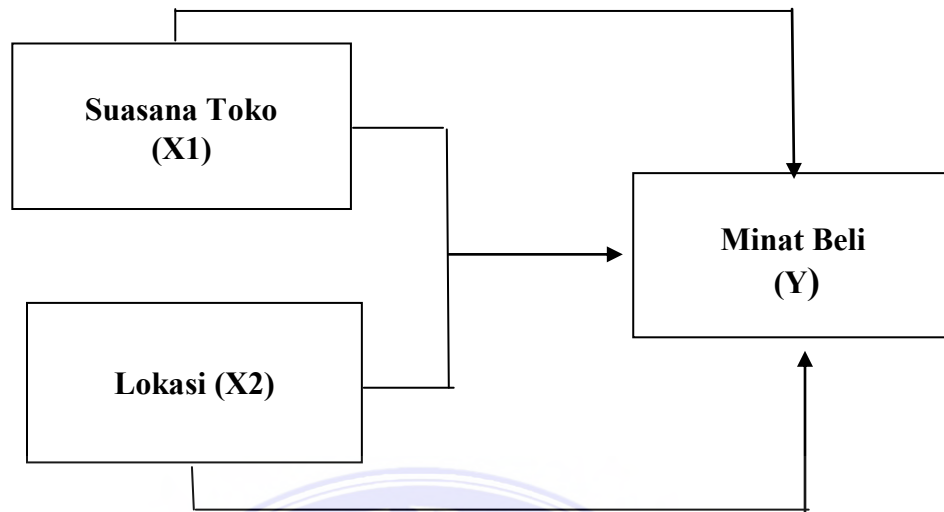 Suasana Toko
(X1)
Minat Beli
(Y)
Lokasi (X2)